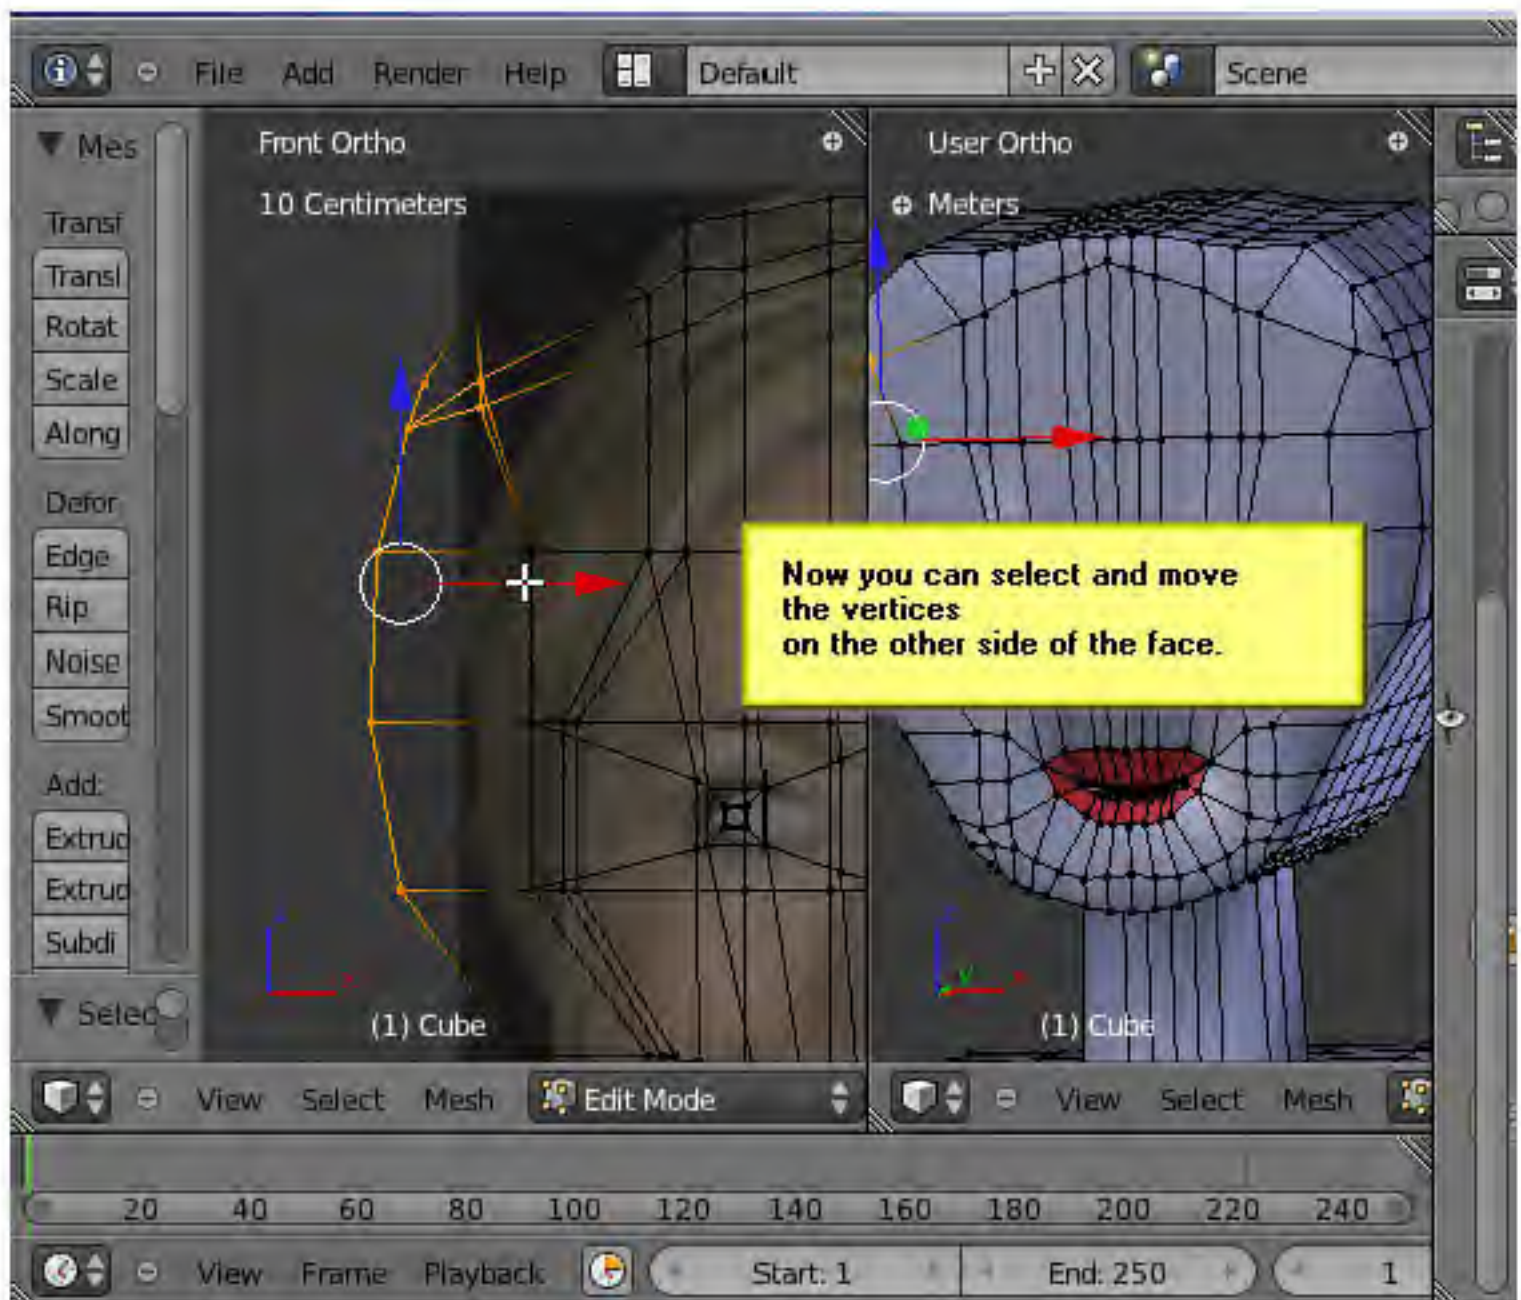 File Add Render Help Default Scene
Mes
Transf
Transl
Rotat
Scale
Along
Defor
Edge
Rip
Noise
Smoot
Add:
Extrud
Extrud
Subdi
Selec
Front Ortho
10 Centimeters
(1) Cube
User Ortho
Meters
Now you can select and move
the vertices
on the other side of the face.
y x
(1) Cube
View Select Mesh Edit Mode
View Select Mesh
20 40 60 80 100 120 140 160 180 200 220 240
View Frame Playback Start: 1 End: 250 1